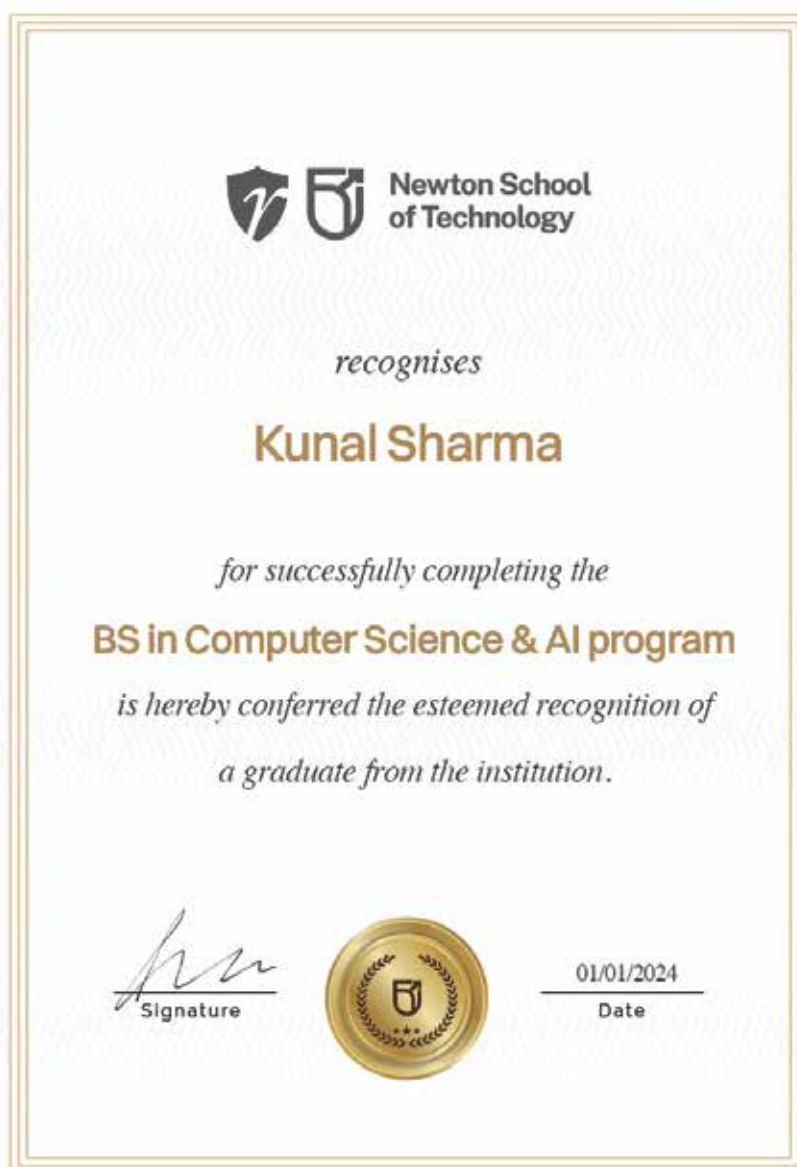 Newton School
of Technology
recognises
Kunal Sharma
for successfully completing the
BS in Computer Science & AI program
is hereby conferred the esteemed recognition of
a graduate from the institution.
01/01/2024
Signature
Date